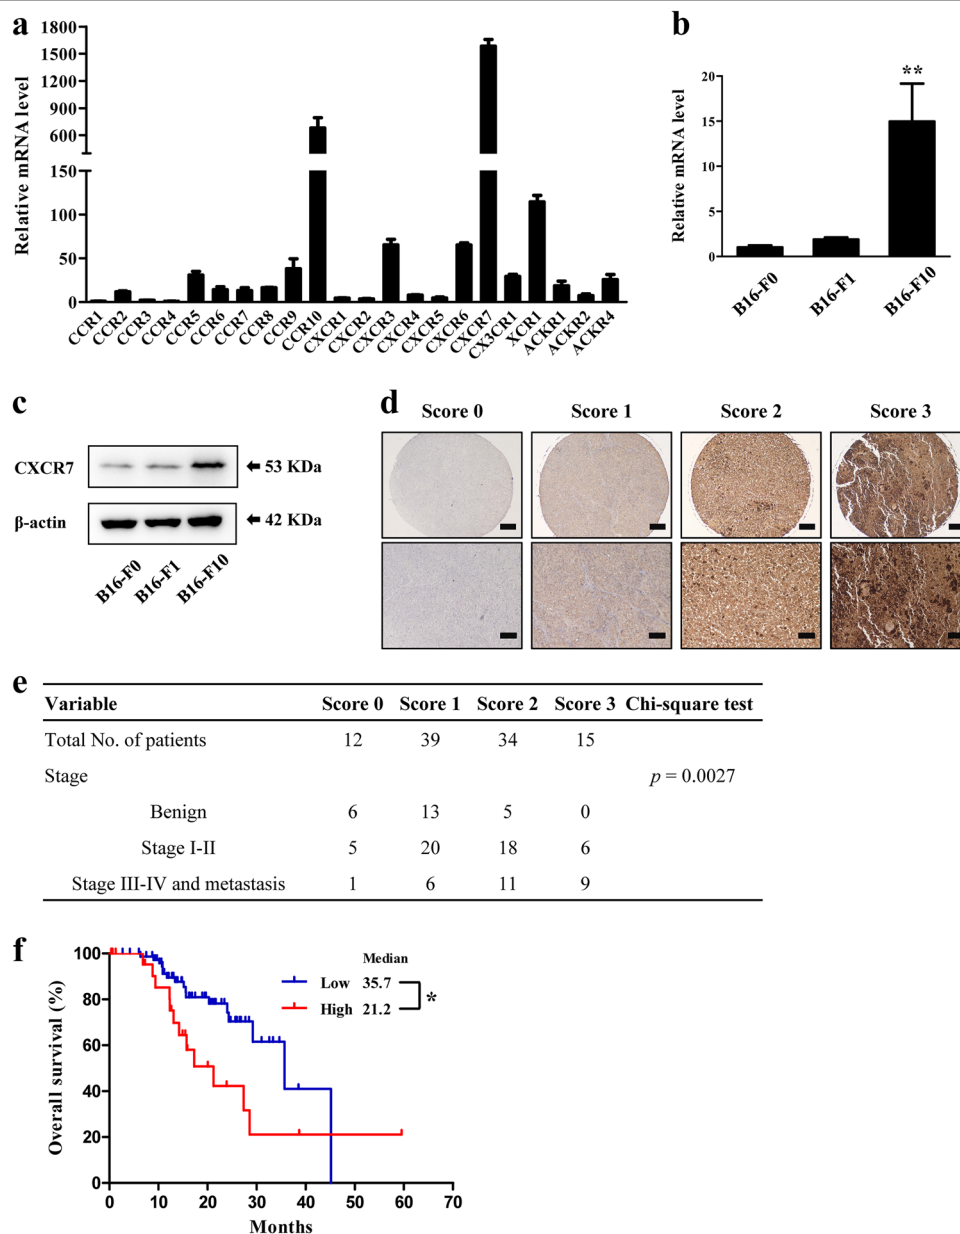 a
Relative mRNA level
1800
1500
1200
900
600
150
100
50
0
CCR1
CCR2
CCR3
CCR4
CCR5
CCR6
CCR7
CCR8
CCR9
CCR10
CXCR1
CXCR2
CXCR3
CXCR4
CXCR5
CXCR6
CXCR7
CX3CR1
XCR1
ACKR1
ACKR2
ACKR4
b
Relative mRNA level
20
15
10
5
0
**
B16-F0
B16-F1
B16-F10
c
CXCR7
53 KDa
β-actin
42 KDa
B16-F0
B16-F1
B16-F10
d
Score 0 Score 1 Score 2 Score 3
e
Variable Score 0 Score 1 Score 2 Score 3 Chi-square test
Total No. of patients 12 39 34 15
Stage p = 0.0027
Benign 6 13 5 0
Stage I-II 5 20 18 6
Stage III-IV and metastasis 1 6 11 9
f
Overall survival (%)
100
80
60
40
20
0
Median
Low 35.7
High 21.2
*
0 10 20 30 40 50 60 70
Months